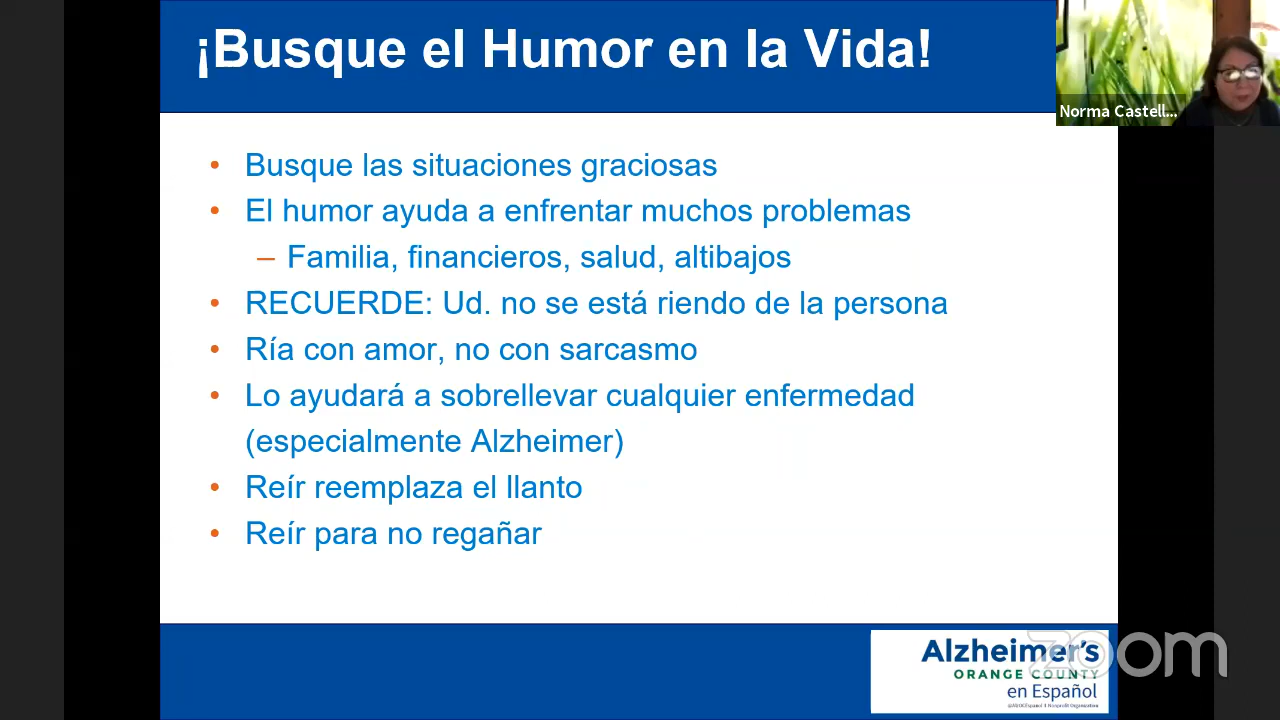 ¡Busque el Humor en la Vida!
Norma Castell...
• Busque las situaciones graciosas
• El humor ayuda a enfrentar muchos problemas
– Familia, financieros, salud, altibajos
• RECUERDE: Ud. no se está riendo de la persona
• Ría con amor, no con sarcasmo
• Lo ayudará a sobrellevar cualquier enfermedad
(especialmente Alzheimer)
• Reír reemplaza el llanto
• Reír para no regañar
Alzheimer's
ORANGE COUNTY
en Español
zoom